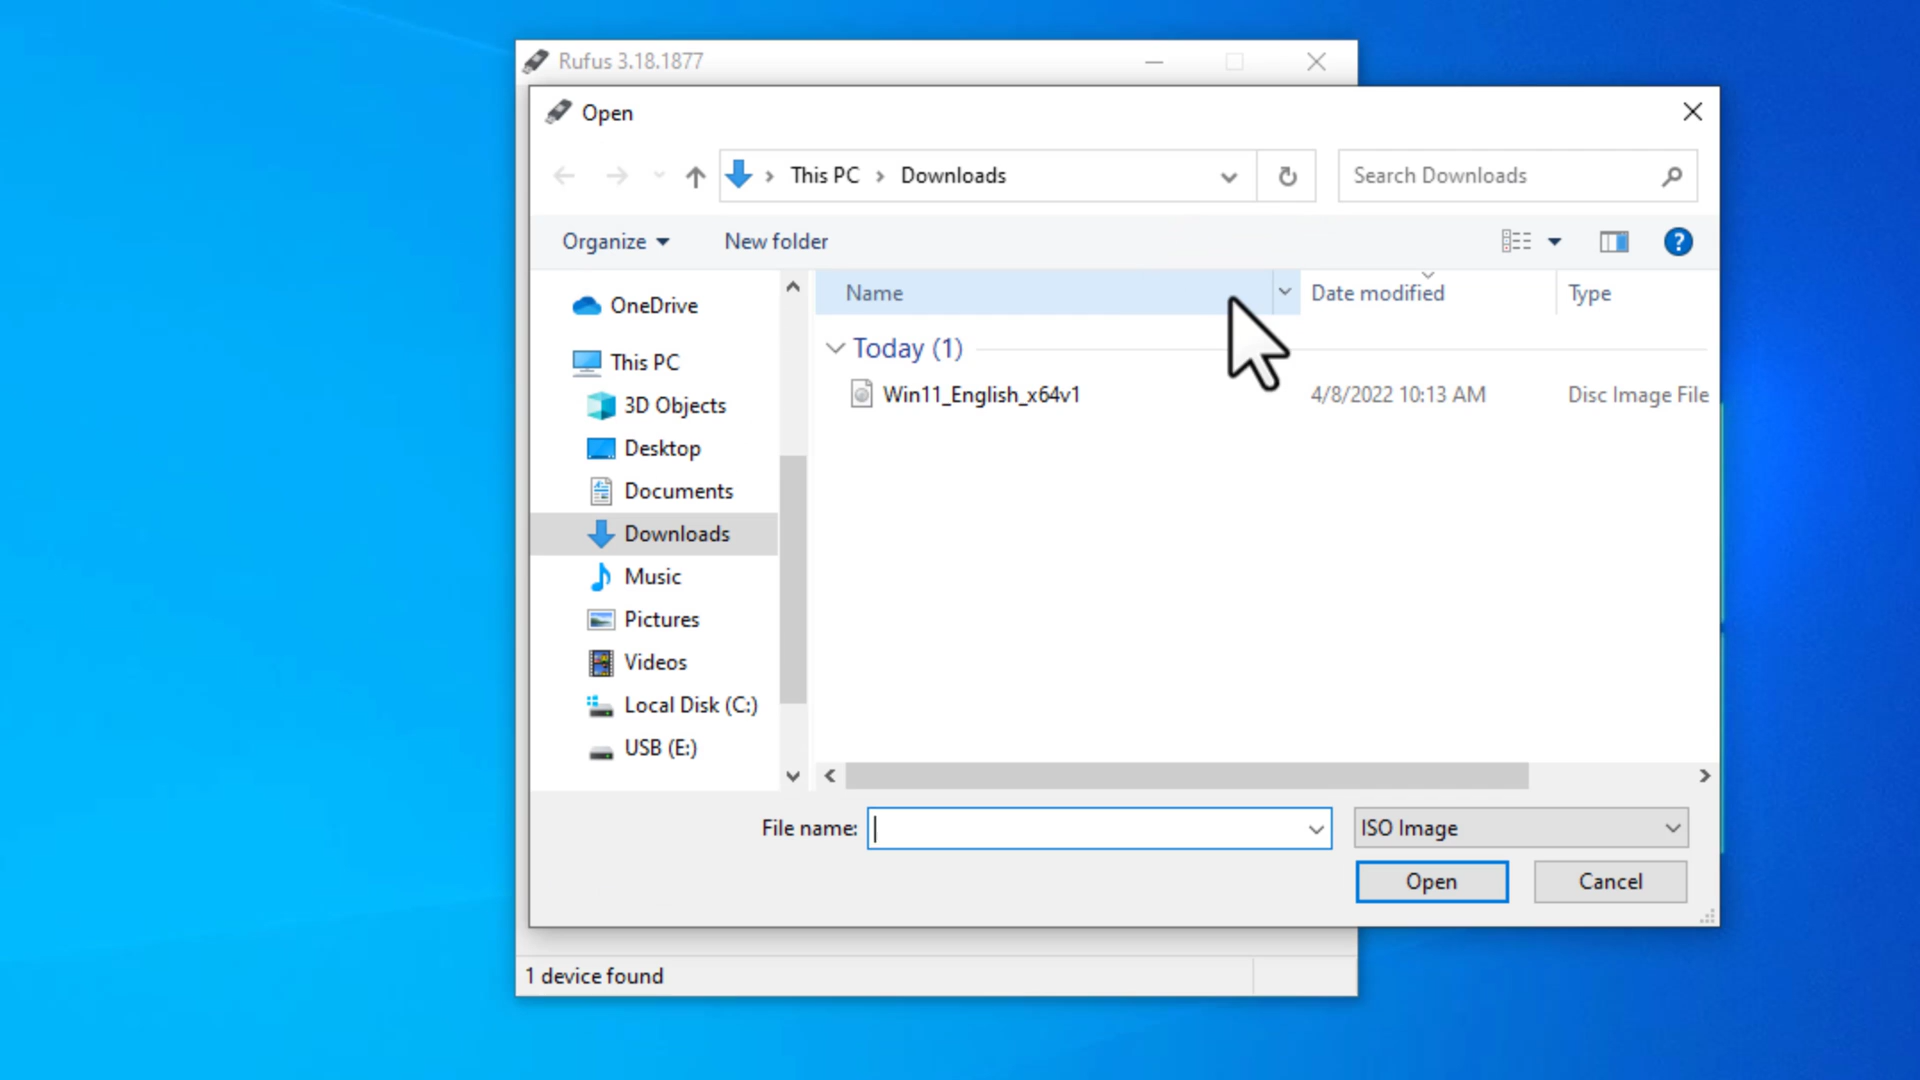 Rufus 3.18.1877
Open
This PC > Downloads
Search Downloads
Organize
New folder
?
Name
Date modified
Type
OneDrive
This PC
3D Objects
Desktop
Documents
Downloads
Music
Pictures
Videos
Local Disk (C:)
USB (E:)
Today (1)
Win11_English_x64v1
4/8/2022 10:13 AM
Disc Image File
File name:
ISO Image
Open
Cancel
1 device found